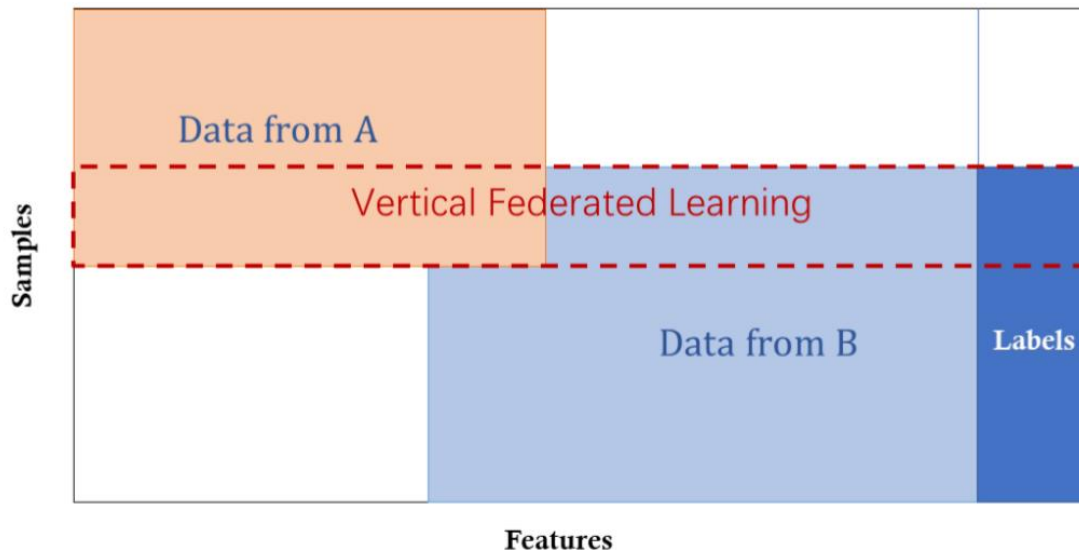 Data from A
Vertical Federated Learning
Samples
Data from B
Labels
Features